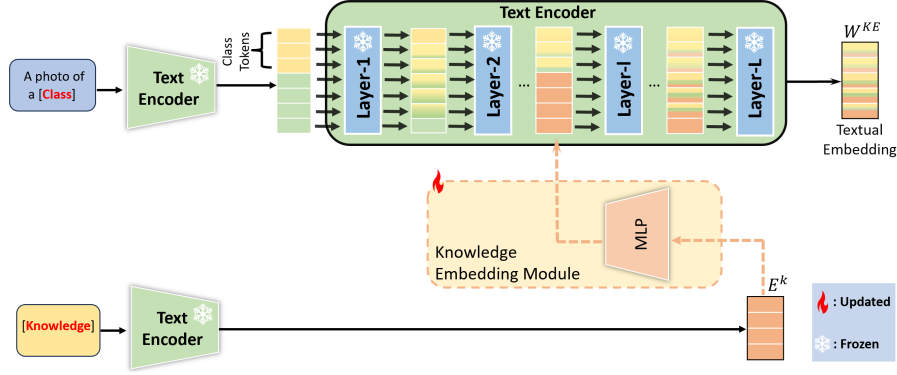 Text Encoder
W^{KE}
Class
Tokens
A photo of
a [Class]
Text
Encoder
Layer-1
Layer-2
...
Layer-l
...
Layer-L
Textual
Embedding
MLP
Knowledge
Embedding Module
E^k
[Knowledge]
Text
Encoder
: Updated
: Frozen